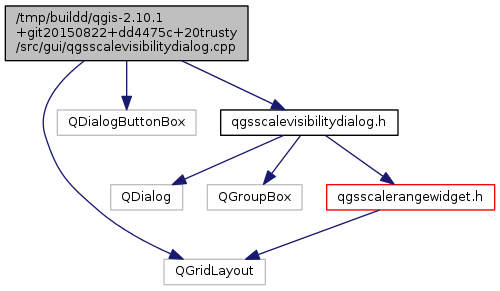 /tmp/buildd/qgis-2.10.1
+git20150822+dd4475c+20trusty
/src/gui/qgsscalevisibilitydialog.cpp
QDialogButtonBox
qgsscalevisibilitydialog.h
QDialog
QGroupBox
qgsscalerangewidget.h
QGridLayout